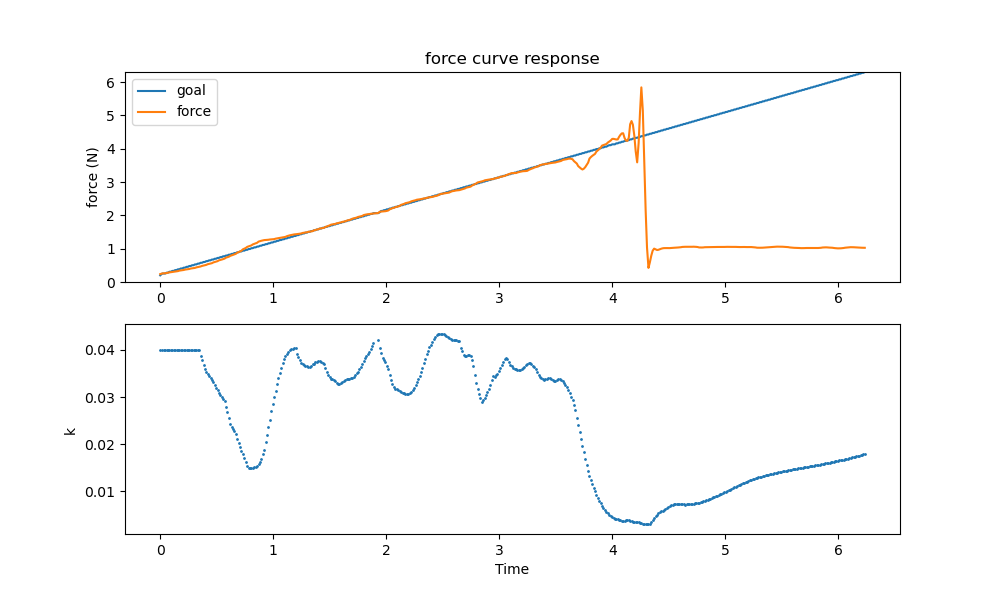 force curve response
goal
force
force (N)
6
5
4
3
2
1
0
0 1 2 3 4 5 6
k
0.04
0.03
0.02
0.01
0 1 2 3 4 5 6
Time